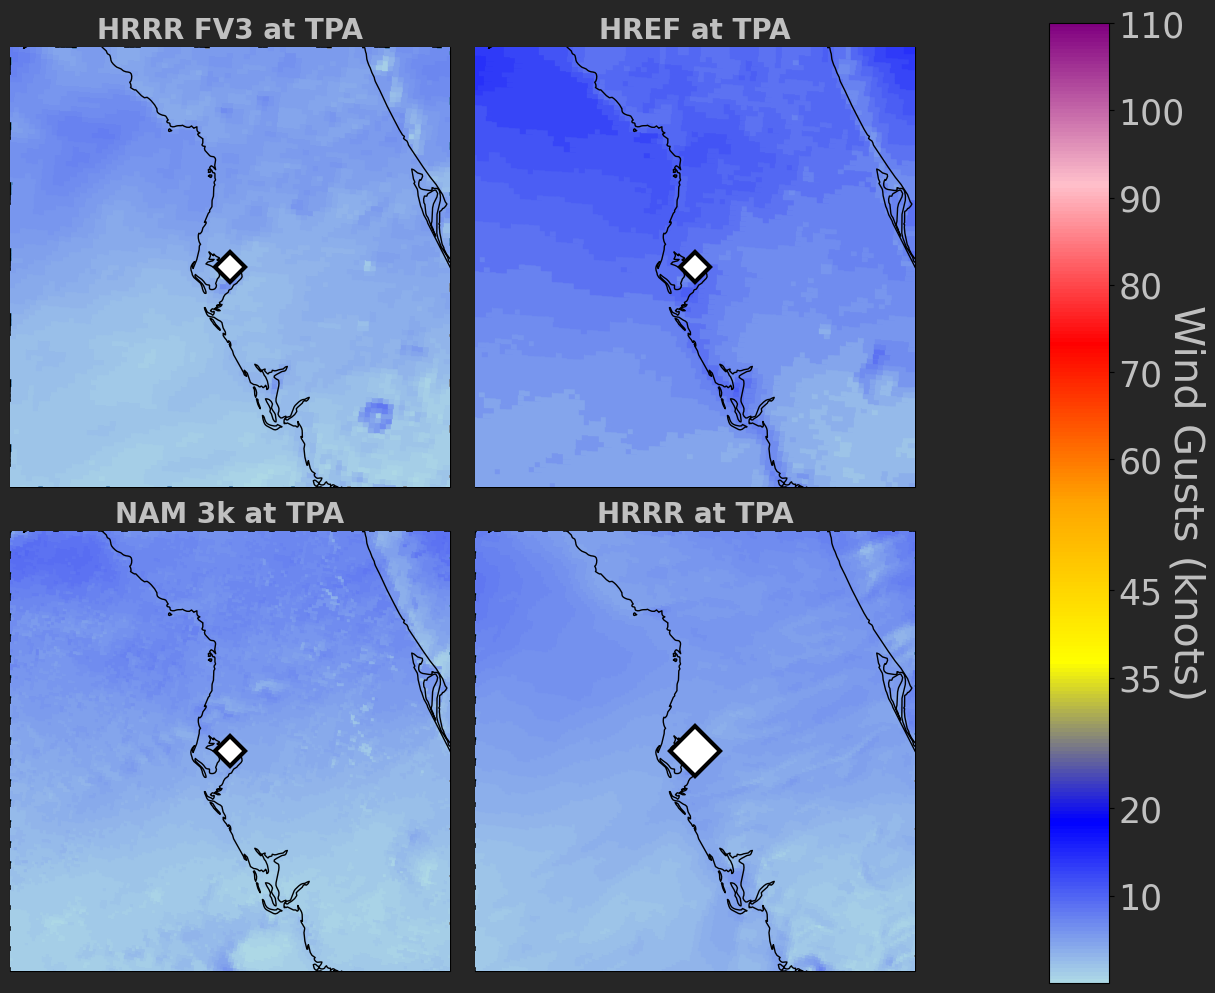 HRRR FV3 at TPA
HREF at TPA
NAM 3k at TPA
HRRR at TPA
110
100
90
80
70
60
45
35
20
10
Wind Gusts (knots)